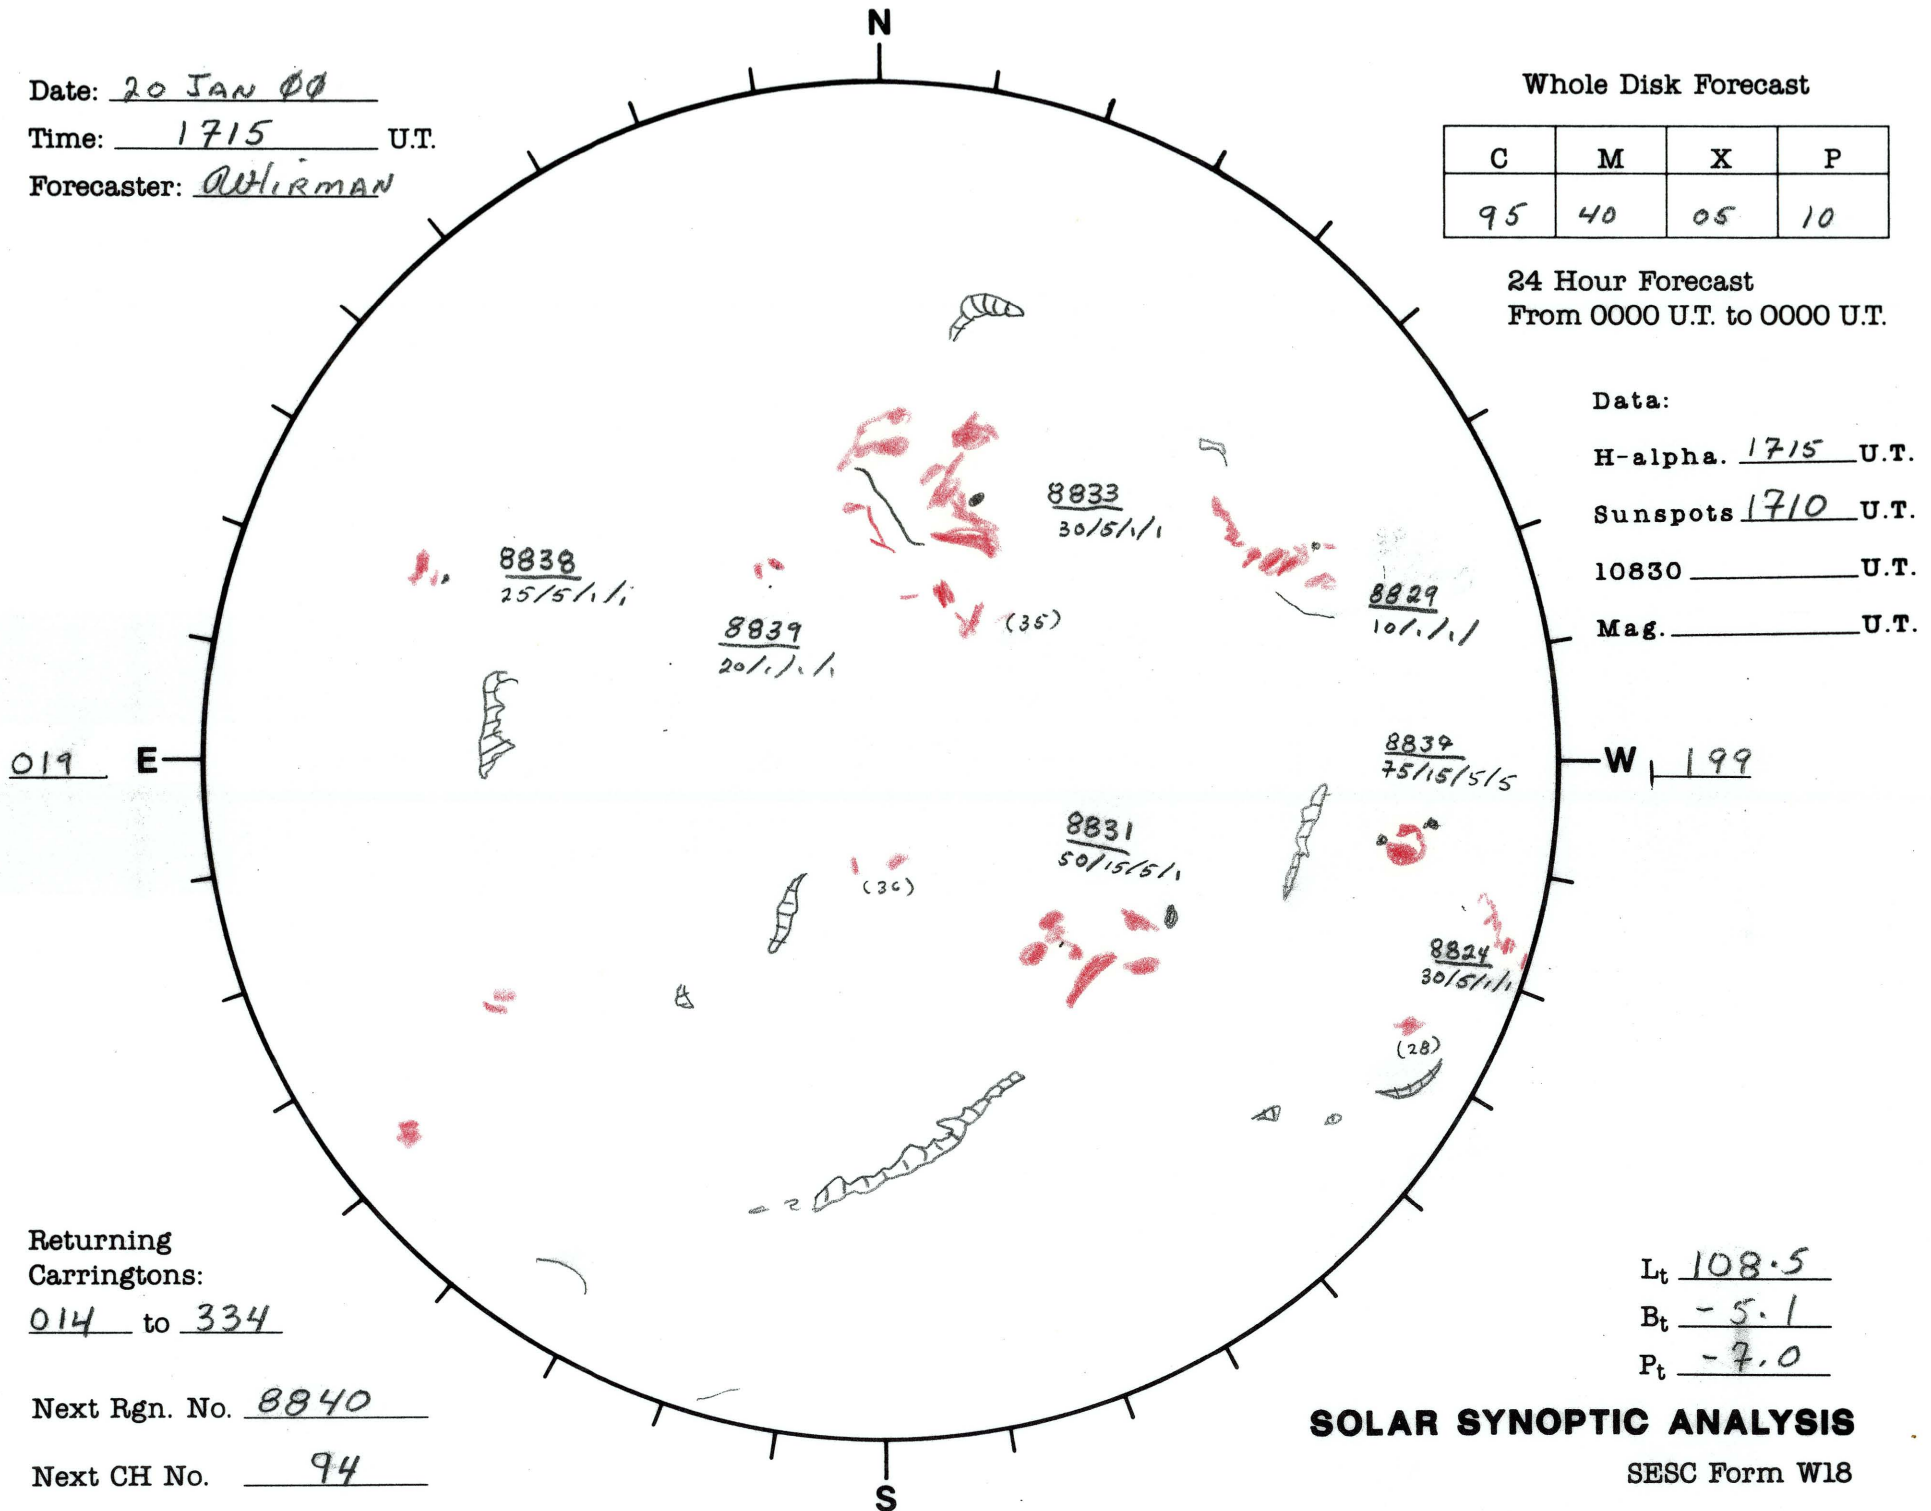 N
Date: 20 JAN 00
Time: 1715 U.T.
Forecaster:
Whole Disk Forecast
C M X P
95 40 05 10
24 Hour Forecast
From 0000 U.T. to 0000 U.T.
Data:
H-alpha. 1715 U.T.
Sunspots 1710 U.T.
10830 U.T.
Mag. U.T.
8833
30/5/1/1
8838
25/5/1/1
8829
10/1/1/1
(35)
8839
20/1/1/1
019 E
W 199
8831
50/15/5/1
75/15/5/5
(36)
8824
30/5/1/1
(28)
Returning
Carringtons:
014 to 334
Next Rgn. No. 8840
Next CH No. 94
Lt 108.5
Bt -5.1
Pt -7.0
SOLAR SYNOPTIC ANALYSIS
SESC Form W18
S